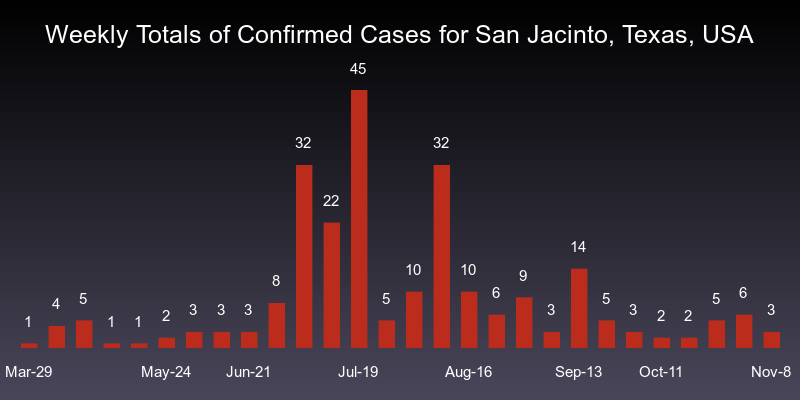 Weekly Totals of Confirmed Cases for San Jacinto, Texas, USA
1 4 5 1 1 2 3 3 3 8 32 22 45 5 10 32 10 6 9 3 14 5 3 2 2 5 6 3
Mar-29 May-24 Jun-21 Jul-19 Aug-16 Sep-13 Oct-11 Nov-8